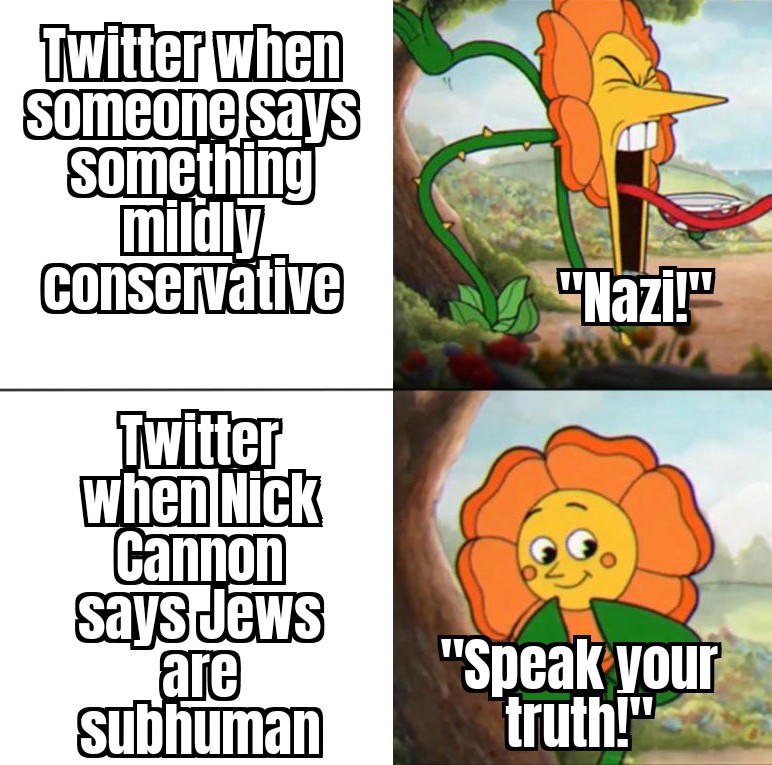 Twitter when
someone says
something
mildly
conservative
"Nazi!"
Twitter
when Nick
Cannon
says Jews
are
subhuman
"Speak your
truth!"